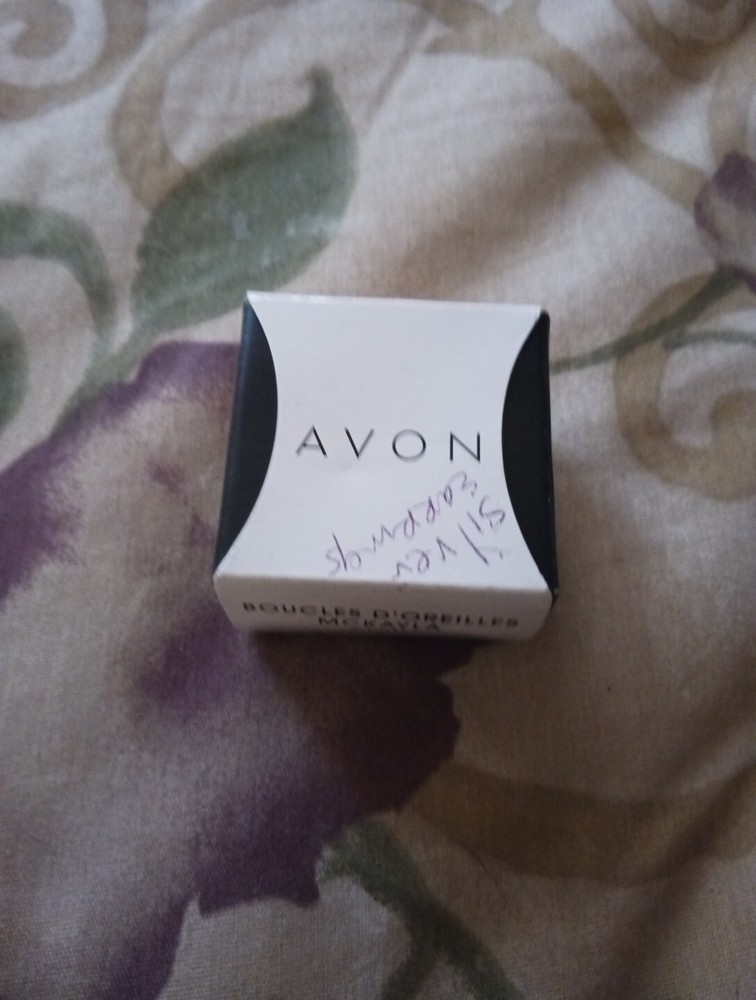 AVON
Silver
earrings
BOUCLES D'OREILLES
MCKAYLA